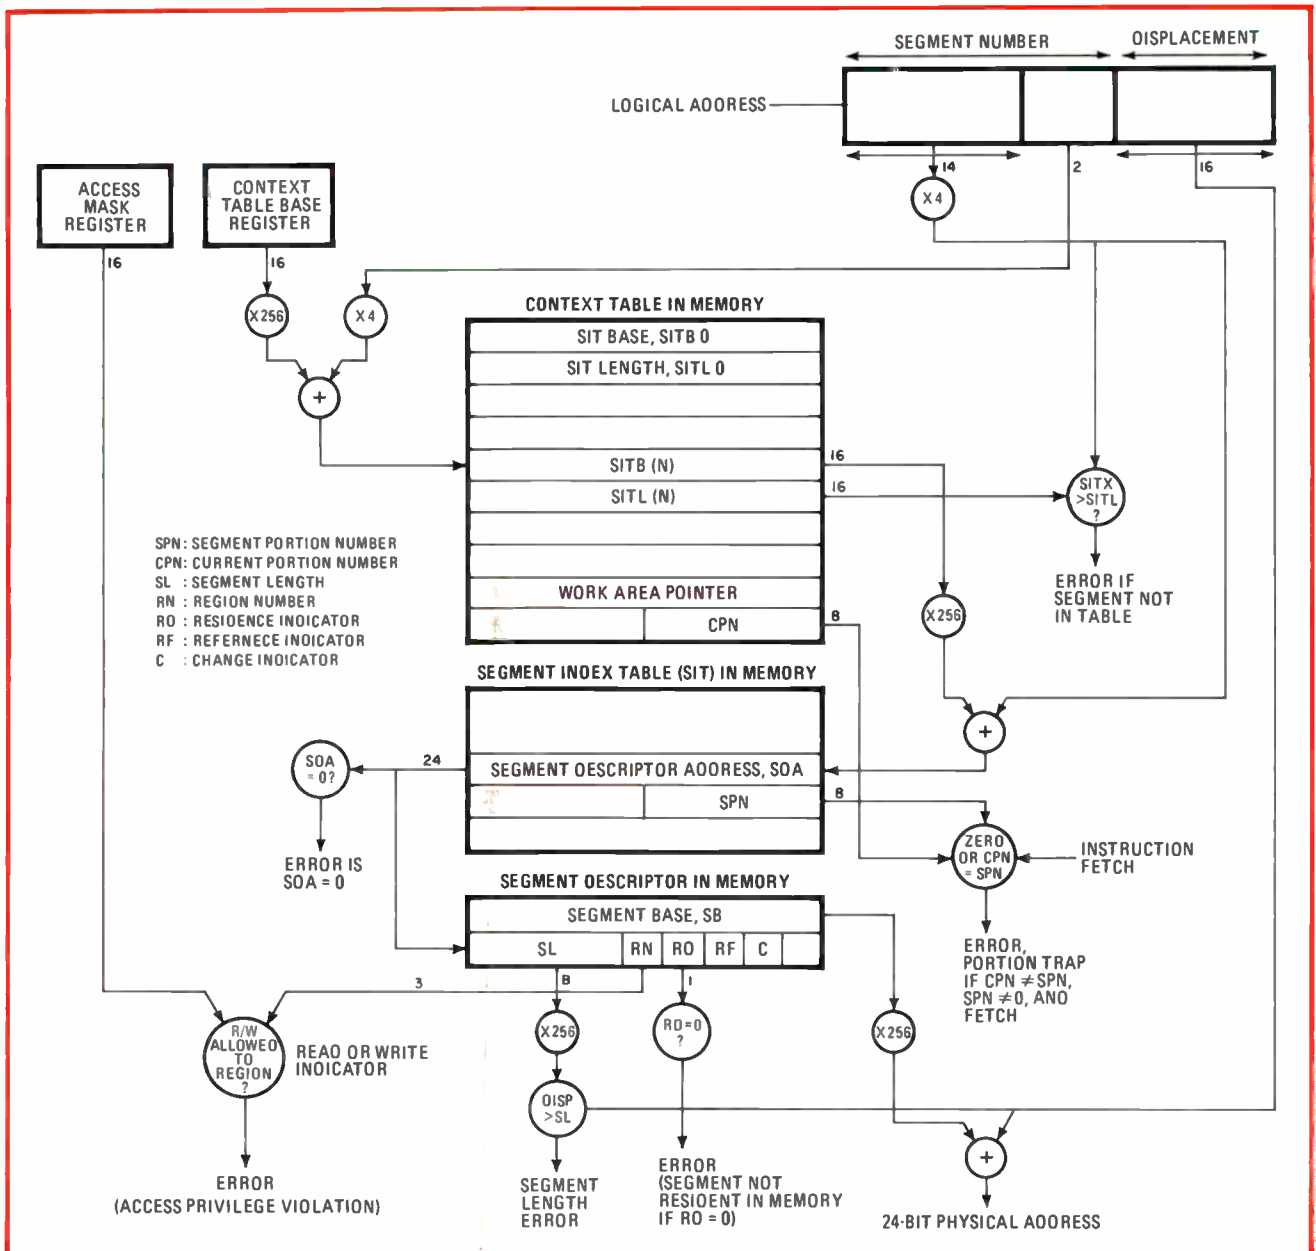 SEGMENT NUMBER
OISPLACEMENT
LOGICAL AOORESS
14
2
16
X4
ACCESS
MASK
REGISTER
CONTEXT
TABLE BASE
REGISTER
16
16
X256
X4
+
CONTEXT TABLE IN MEMORY
SIT BASE, SITB 0
SIT LENGTH, SITL 0
SITB (N)
16
SITL (N)
16
WORK AREA POINTER
CPN
8
SITX
>SITL
?
ERROR IF
SEGMENT NOT
IN TABLE
X256
+
SPN: SEGMENT PORTION NUMBER
CPN: CURRENT PORTION NUMBER
SL : SEGMENT LENGTH
RN : REGION NUMBER
RO : RESIOENCE INDICATOR
RF : REFERNECE INDICATOR
C : CHANGE INDICATOR
SEGMENT INOEX TABLE (SIT) IN MEMORY
SEGMENT OESCRIPTOR AOORESS, SOA
SPN
8
24
SOA
= 0?
ERROR IS
SOA = 0
ZERO
OR CPN
= SPN
INSTRUCTION
FETCH
ERROR,
PORTION TRAP
IF CPN ≠ SPN,
SPN ≠ 0, ANO
FETCH
SEGMENT OESCRIPTOR IN MEMORY
SEGMENT BASE, SB
SL RN RO RF C
3
8
1
R/W
ALLOWED
TO
REGION
?
REAO OR WRITE
INDICATOR
ERROR
(ACCESS PRIVILEGE VIOLATION)
X256
OISP
>SL
SEGMENT
LENGTH
ERROR
RD=0
?
ERROR
(SEGMENT NOT
RESIOENT IN MEMORY
IF RO = 0)
X256
+
24-BIT PHYSICAL AOORESS